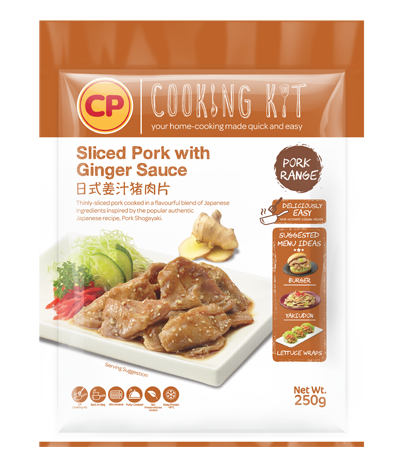 CP
COOKING KIT
your home-cooking made quick and easy
Sliced Pork with
Ginger Sauce
日式姜汁猪肉片
Thinly-sliced pork cooked in a flavourful blend of Japanese
ingredients inspired by the popular authentic
Japanese recipe, Pork Shogayaki.
PORK
RANGE
DELICIOUSLY
EASY
SUGGESTED
MENU IDEAS
BURGER
YAKIUDON
LETTUCE WRAPS
Serving Suggestion
Net Wt.
250g